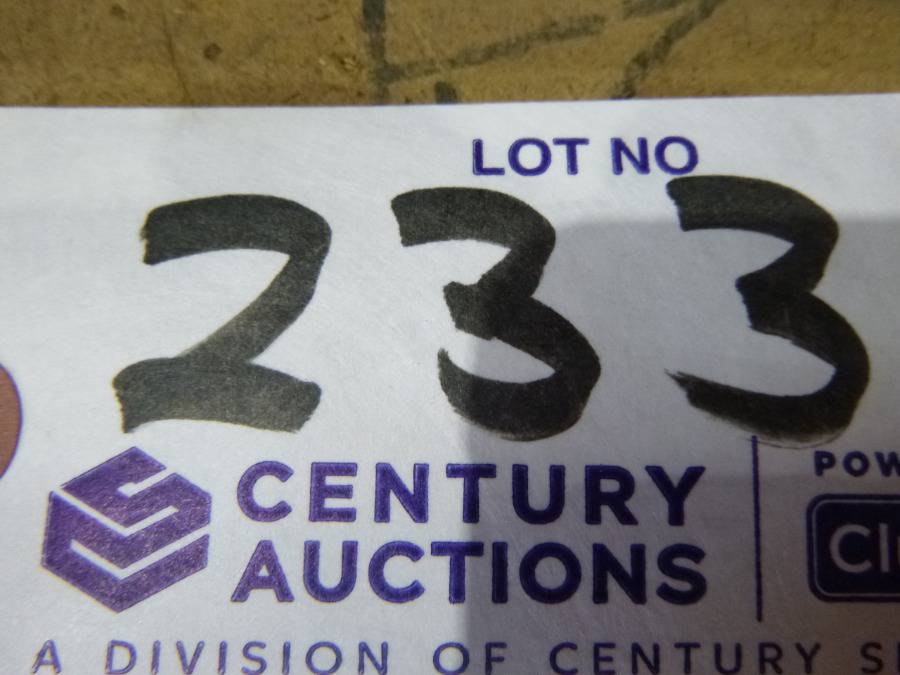 LOT NO
233
CENTURY
AUCTIONS
A DIVISION OF CENTURY